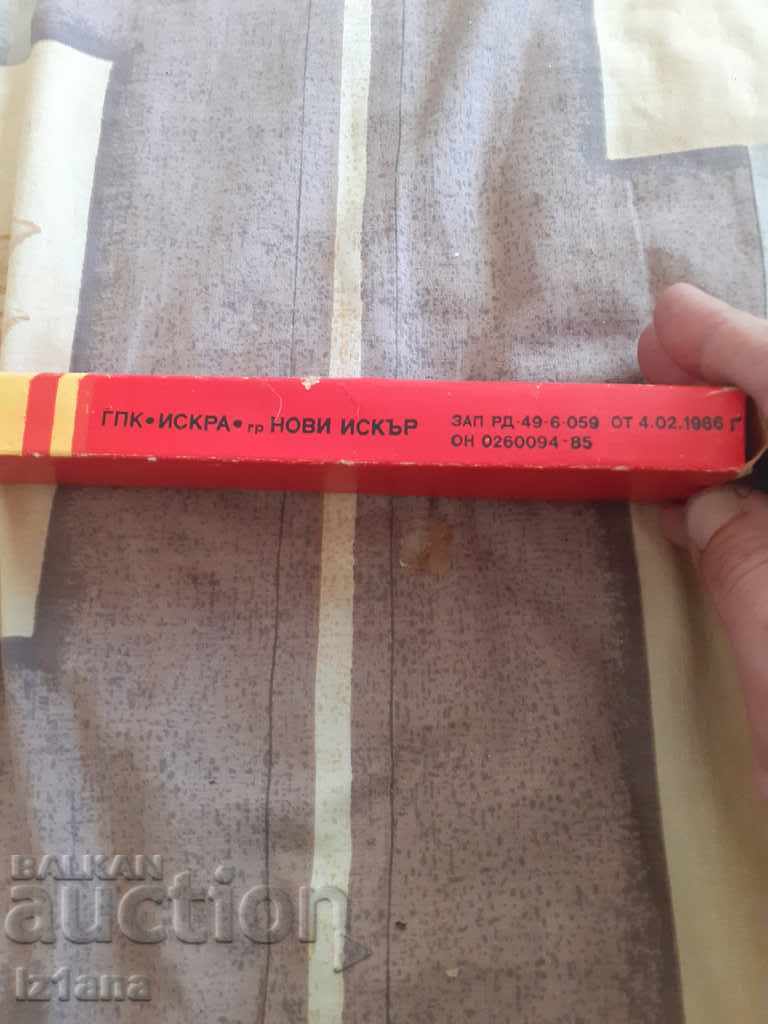 ГПК•ИСКРА• гр НОВИ ИСКЪР
ЗАП РД-49-6-059 ОТ 4.02.1986 Г
ОН 0260094-85
BALKAN
auction
iz1ana